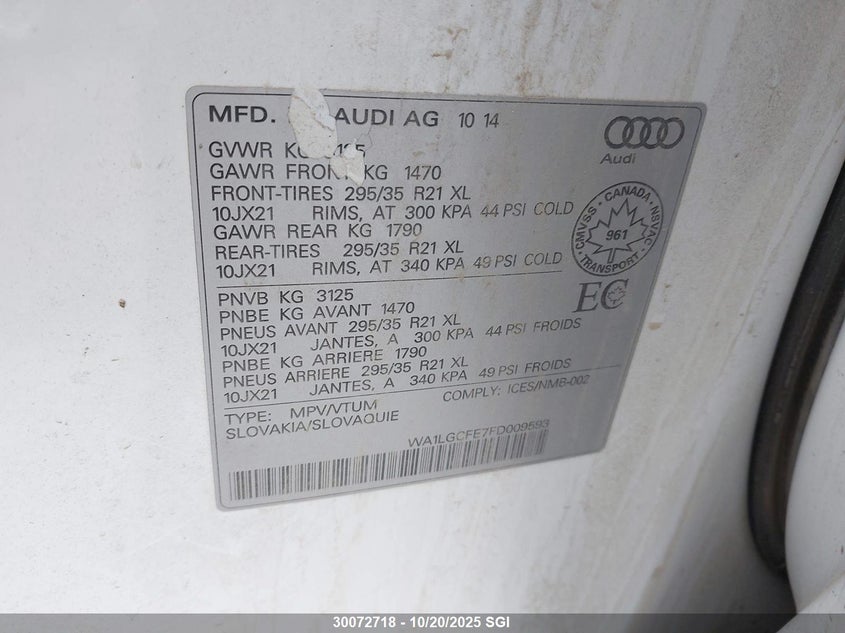 MFD. AUDI AG 10 14
Audi
GVWR KG
GAWR FRONT KG 1470
FRONT-TIRES 295/35 R21 XL
10JX21 RIMS, AT 300 KPA 44 PSI COLD
GAWR REAR KG 1790
REAR-TIRES 295/35 R21 XL
10JX21 RIMS, AT 340 KPA 49 PSI COLD
CMVSS · CANADA · NSVAC
961
TRANSPORT
PNVB KG 3125
EC
PNBE KG AVANT 1470
PNEUS AVANT 295/35 R21 XL
10JX21 JANTES, A 300 KPA 44 PSI FROIDS
PNBE KG ARRIERE 1790
PNEUS ARRIERE 295/35 R21 XL
10JX21 JANTES, A 340 KPA 49 PSI FROIDS
TYPE: MPV/VTUM COMPLY: ICES/NMB-002
SLOVAKIA/SLOVAQUIE
WA1LGCFE7FD009593
30072718 - 10/20/2025 SGI